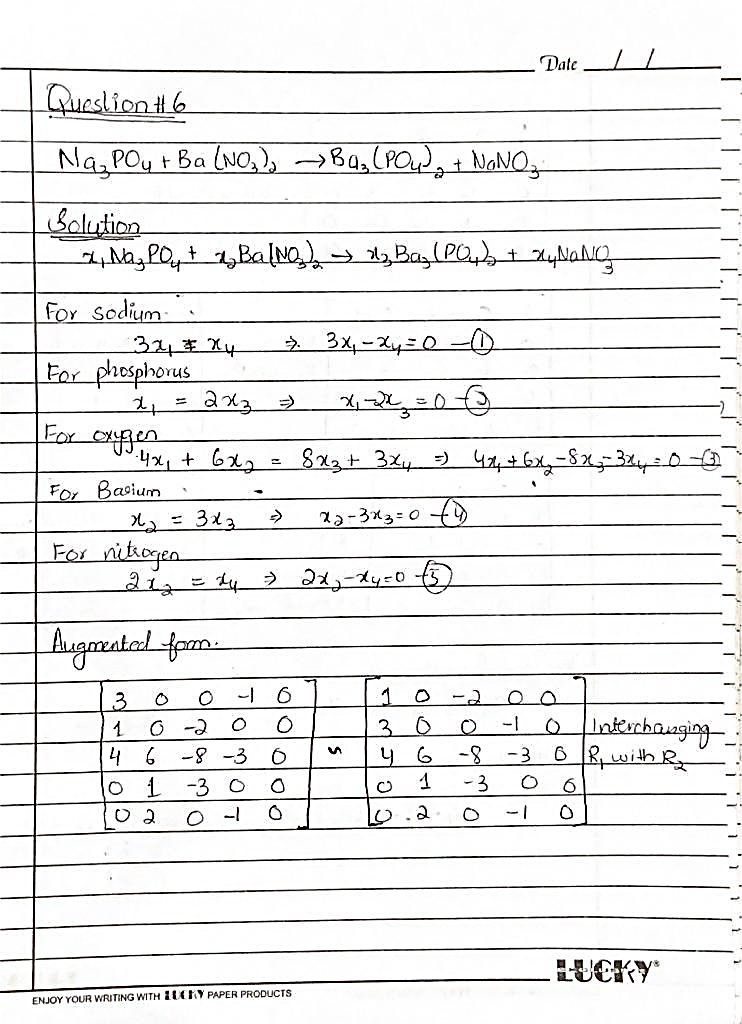 Date / /
Question # 6
Na₃PO₄ + Ba(NO₃)₂ → Ba₃(PO₄)₂ + NaNO₃
Solution
x₁Na₃PO₄ + x₂Ba(NO₃)₂ → x₃Ba₃(PO₄)₂ + x₄NaNO₃
For sodium
3x₁ = x₄ ⇒ 3x₁ - x₄ = 0 — ①
For phosphorus
x₁ = 2x₃ ⇒ x₁ - 2x₃ = 0 — ②
For oxygen
4x₁ + 6x₂ = 8x₃ + 3x₄ ⇒ 4x₁ + 6x₂ - 8x₃ - 3x₄ = 0 — ③
For Barium
x₂ = 3x₃ ⇒ x₂ - 3x₃ = 0 — ④
For nitrogen
2x₂ = x₄ ⇒ 2x₂ - x₄ = 0 — ⑤
Augmented form.
3 0 0 -1 0 1 0 -2 0 0
1 0 -2 0 0 3 0 0 -1 0 Interchanging
4 6 -8 -3 0 ~ 4 6 -8 -3 0 R₁ with R₂
0 1 -3 0 0 0 1 -3 0 0
0 2 0 -1 0 0 2 0 -1 0
LUCKY®
ENJOY YOUR WRITING WITH LUCKY PAPER PRODUCTS